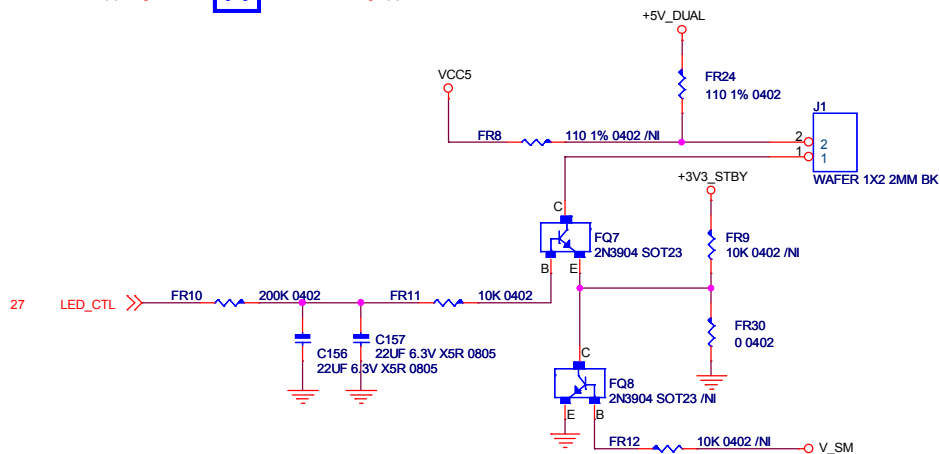 +5V_DUAL
VCC5
FR24
110 1% 0402
J1
FR8
110 1% 0402 /NI
2
2
1
1
WAFER 1X2 2MM BK
+3V3_STBY
C
FQ7
2N3904 SOT23
FR9
10K 0402 /NI
B
E
27
LED_CTL
FR10
200K 0402
FR11
10K 0402
C156
22UF 6.3V X5R 0805
C157
22UF 6.3V X5R 0805
FR30
0 0402
C
FQ8
2N3904 SOT23 /NI
E
B
FR12
10K 0402 /NI
V_SM